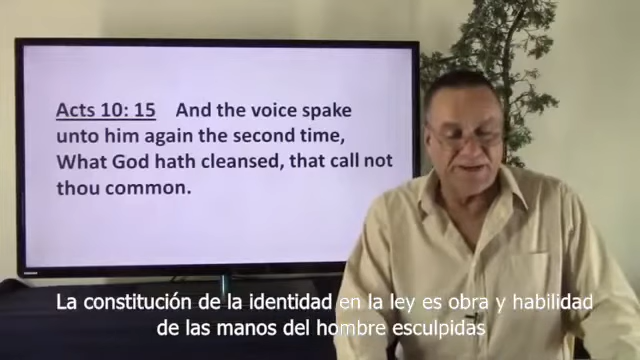 Acts 10: 15 And the voice spake
unto him again the second time,
What God hath cleansed, that call not
thou common.
La constitución de la identidad en la ley es obra y habilidad
de las manos del hombre esculpidas